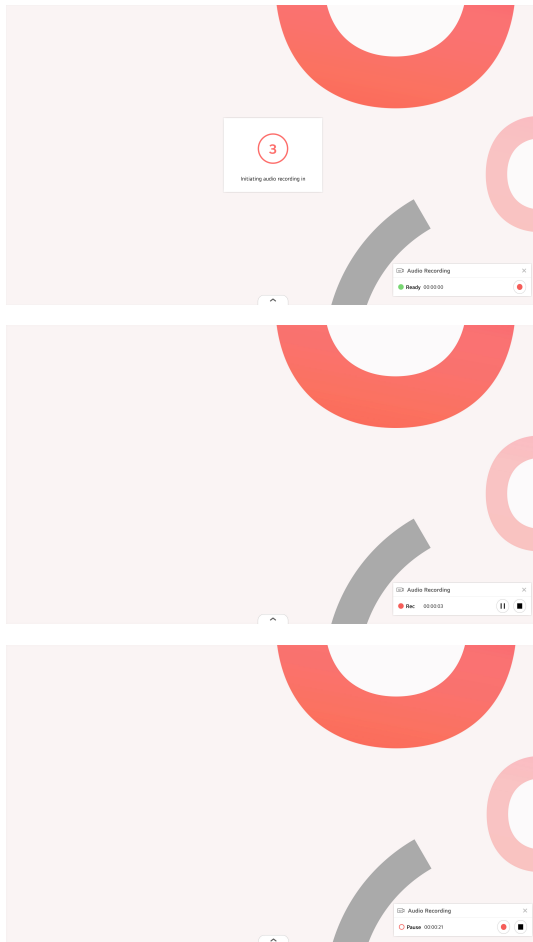 3
Initiating audio recording in
Audio Recording
Ready 00:00:00
Audio Recording
Rec 00:00:03
Audio Recording
Pause 00:00:21